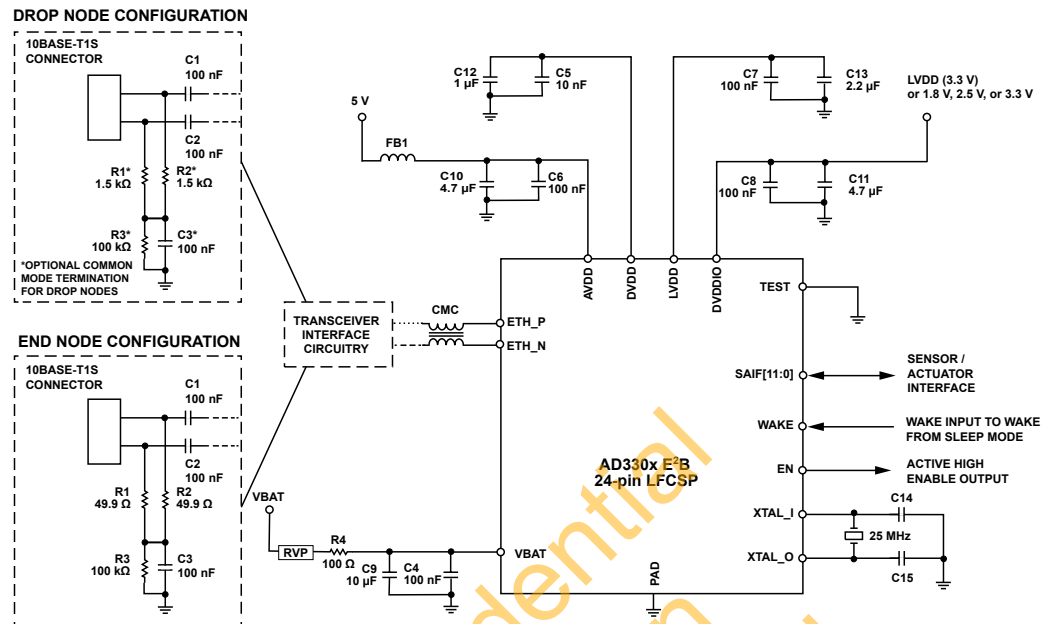 DROP NODE CONFIGURATION
10BASE-T1S
CONNECTOR
C1
100 nF
C2
100 nF
R1*
1.5 kΩ
R2*
1.5 kΩ
R3*
100 kΩ
C3*
100 nF
*OPTIONAL COMMON
MODE TERMINATION
FOR DROP NODES
END NODE CONFIGURATION
10BASE-T1S
CONNECTOR
C1
100 nF
C2
100 nF
R1
49.9 Ω
R2
49.9 Ω
R3
100 kΩ
C3
100 nF
TRANSCEIVER
INTERFACE
CIRCUITRY
CMC
5 V
FB1
C12
1 µF
C5
10 nF
C10
4.7 µF
C6
100 nF
C7
100 nF
C13
2.2 µF
LVDD (3.3 V)
or 1.8 V, 2.5 V, or 3.3 V
C8
100 nF
C11
4.7 µF
AVDD
DVDD
LVDD
DVDDIO
ETH_P
ETH_N
TEST
SAIF[11:0]
SENSOR /
ACTUATOR
INTERFACE
WAKE
WAKE INPUT TO WAKE
FROM SLEEP MODE
EN
ACTIVE HIGH
ENABLE OUTPUT
AD330x E²B
24-pin LFCSP
XTAL_I
XTAL_O
C14
25 MHz
C15
VBAT
RVP
R4
100 Ω
C9
10 µF
C4
100 nF
VBAT
PAD